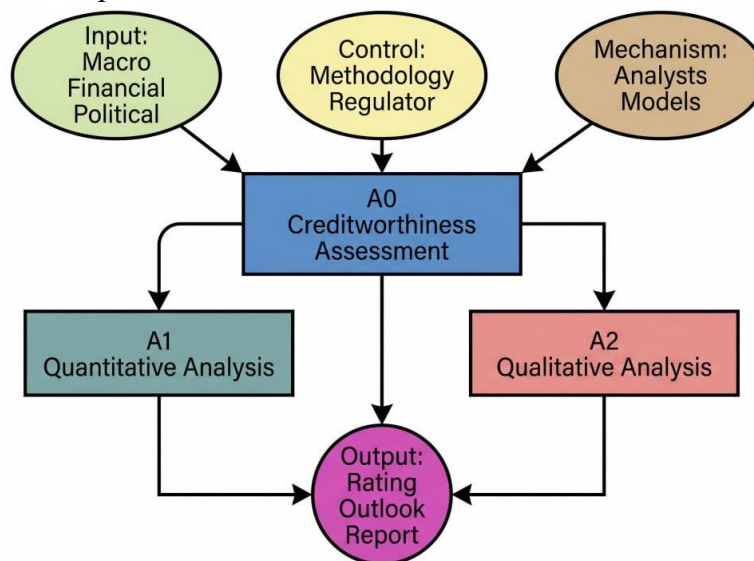 Input:
Macro
Financial
Political
Control:
Methodology
Regulator
Mechanism:
Analysts
Models
A0
Creditworthiness
Assessment
A1
Quantitative Analysis
A2
Qualitative Analysis
Output:
Rating
Outlook
Report